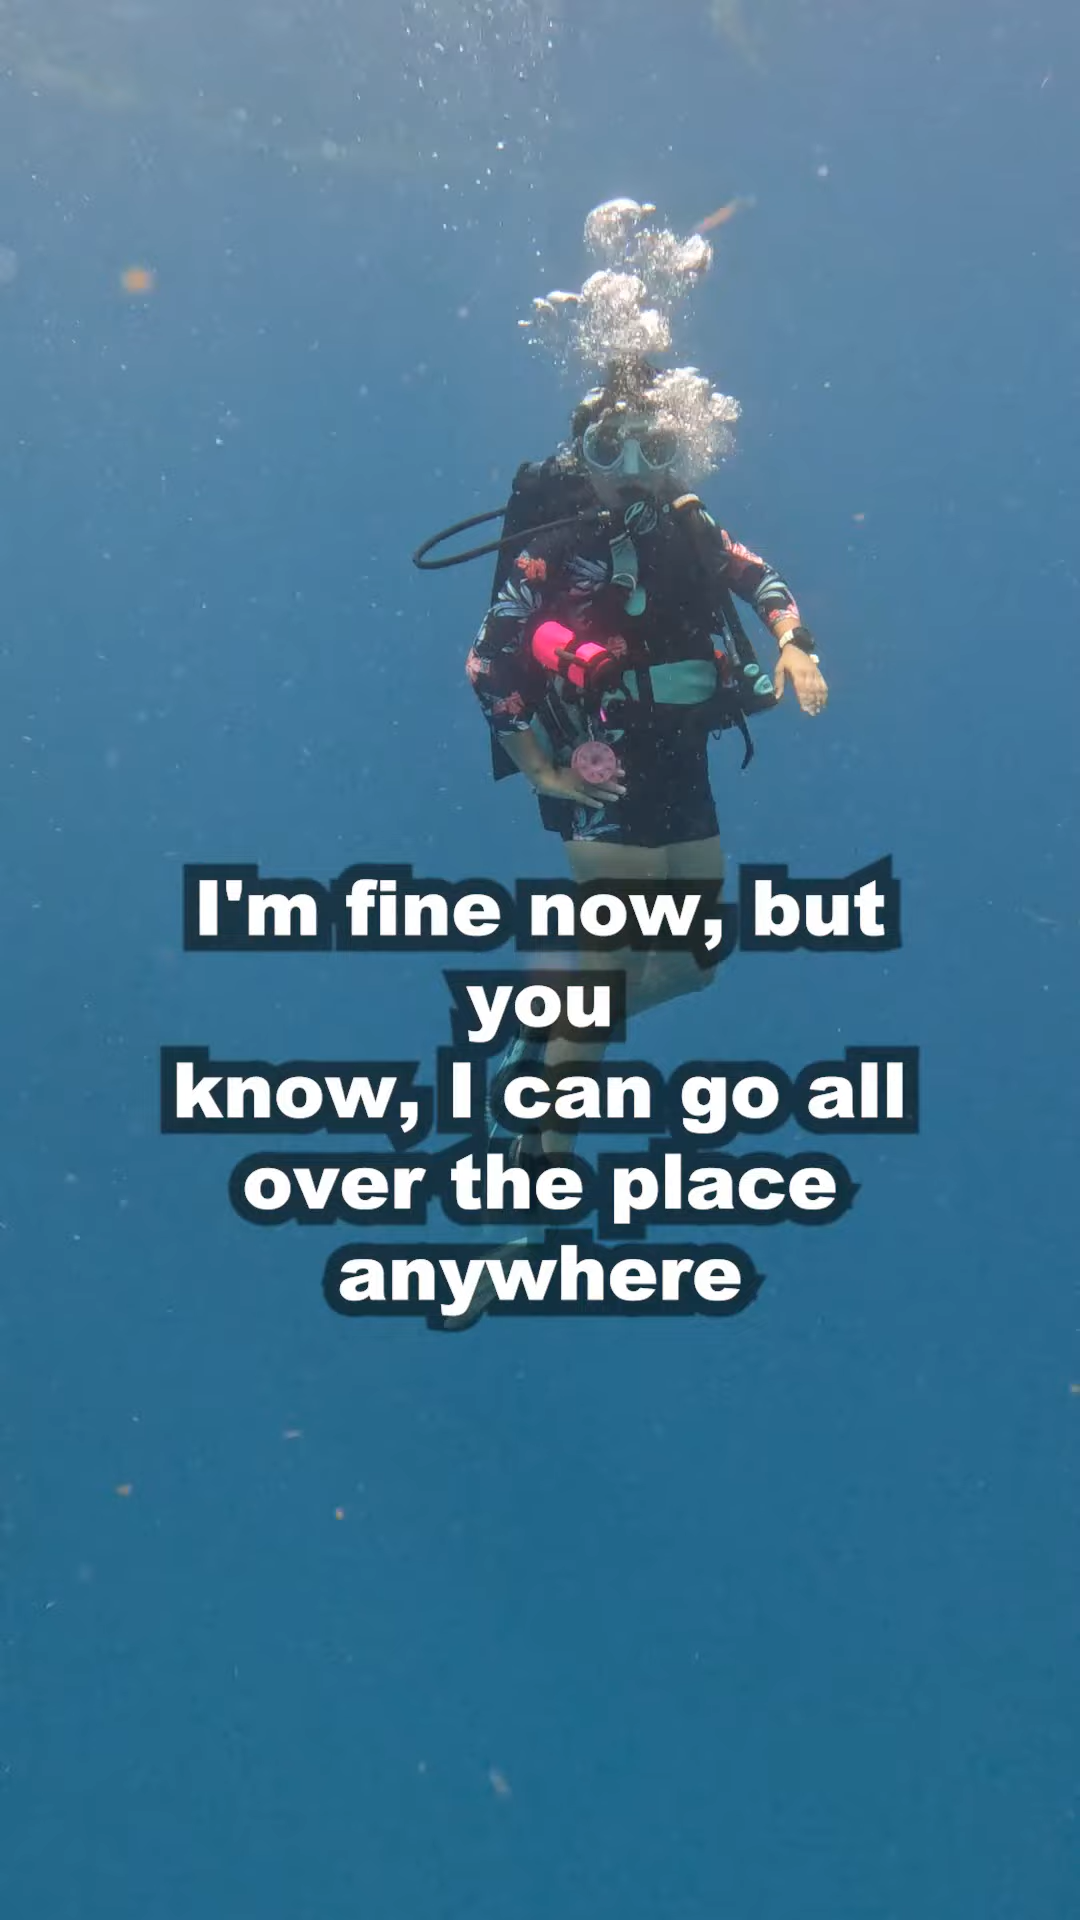 I'm fine now, but
you
know, I can go all
over the place
anywhere